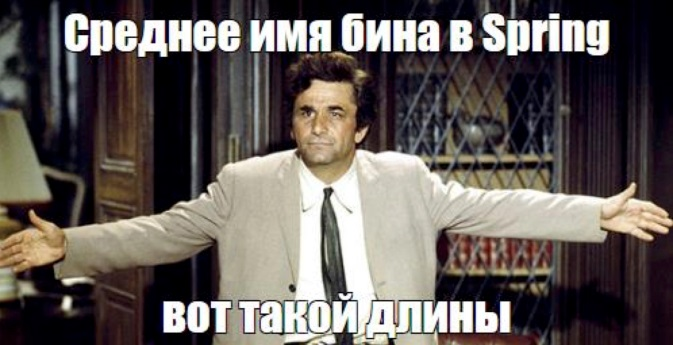 Среднее имя бина в Spring
вот такой длины